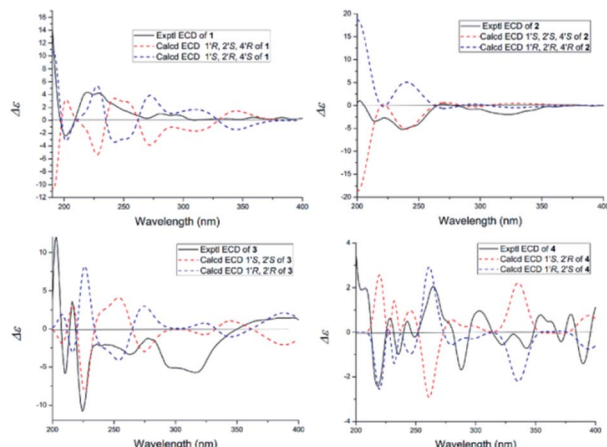 16
14
12
10
8
6
4
2
0
-2
-4
-6
-8
-10
-12
Δε
Exptl ECD of 1
Calcd ECD 1'R, 2'S, 4'R of 1
Calcd ECD 1'S, 2'R, 4'S of 1
200 250 300 350 400
Wavelength (nm)
20
15
10
5
0
-5
-10
-15
-20
Δε
Exptl ECD of 2
Calcd ECD 1'S, 2'S, 4'S of 2
Calcd ECD 1'R, 2'R, 4'R of 2
200 250 300 350 400
Wavelength (nm)
10
5
0
-5
-10
Δε
Exptl ECD of 3
Calcd ECD 1'S, 2'S of 3
Calcd ECD 1'R, 2'R of 3
200 250 300 350 400
Wavelength (nm)
4
2
0
-2
-4
Δε
Exptl ECD of 4
Calcd ECD 1'S, 2'R of 4
Calcd ECD 1'R, 2'S of 4
200 250 300 350 400
Wavelength (nm)